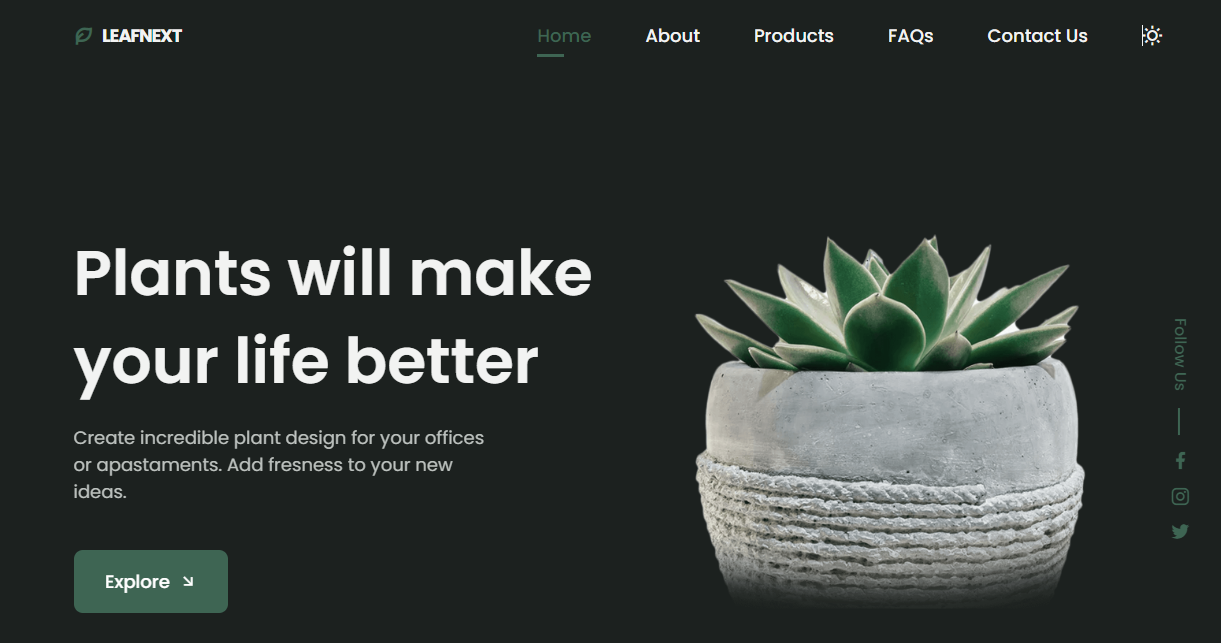 LEAFNEXT
Home About Products FAQs Contact Us
Plants will make
your life better
Create incredible plant design for your offices
or apastaments. Add fresness to your new
ideas.
Explore
Follow Us